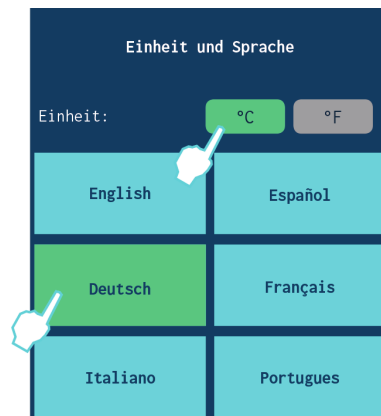 Einheit und Sprache
Einheit: °C °F
English Español
Deutsch Français
Italiano Portugues